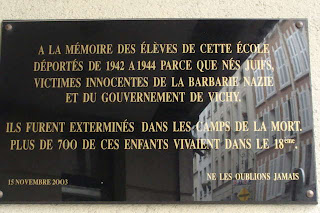 A LA MÉMOIRE DES ÉLÈVES DE CETTE ÉCOLE
DÉPORTÉS DE 1942 A 1944 PARCE QUE NÉS JUIFS,
VICTIMES INNOCENTES DE LA BARBARIE NAZIE
ET DU GOUVERNEMENT DE VICHY.
ILS FURENT EXTERMINÉS DANS LES CAMPS DE LA MORT.
PLUS DE 700 DE CES ENFANTS VIVAIENT DANS LE 18ème.
15 NOVEMBRE 2003
NE LES OUBLIONS JAMAIS